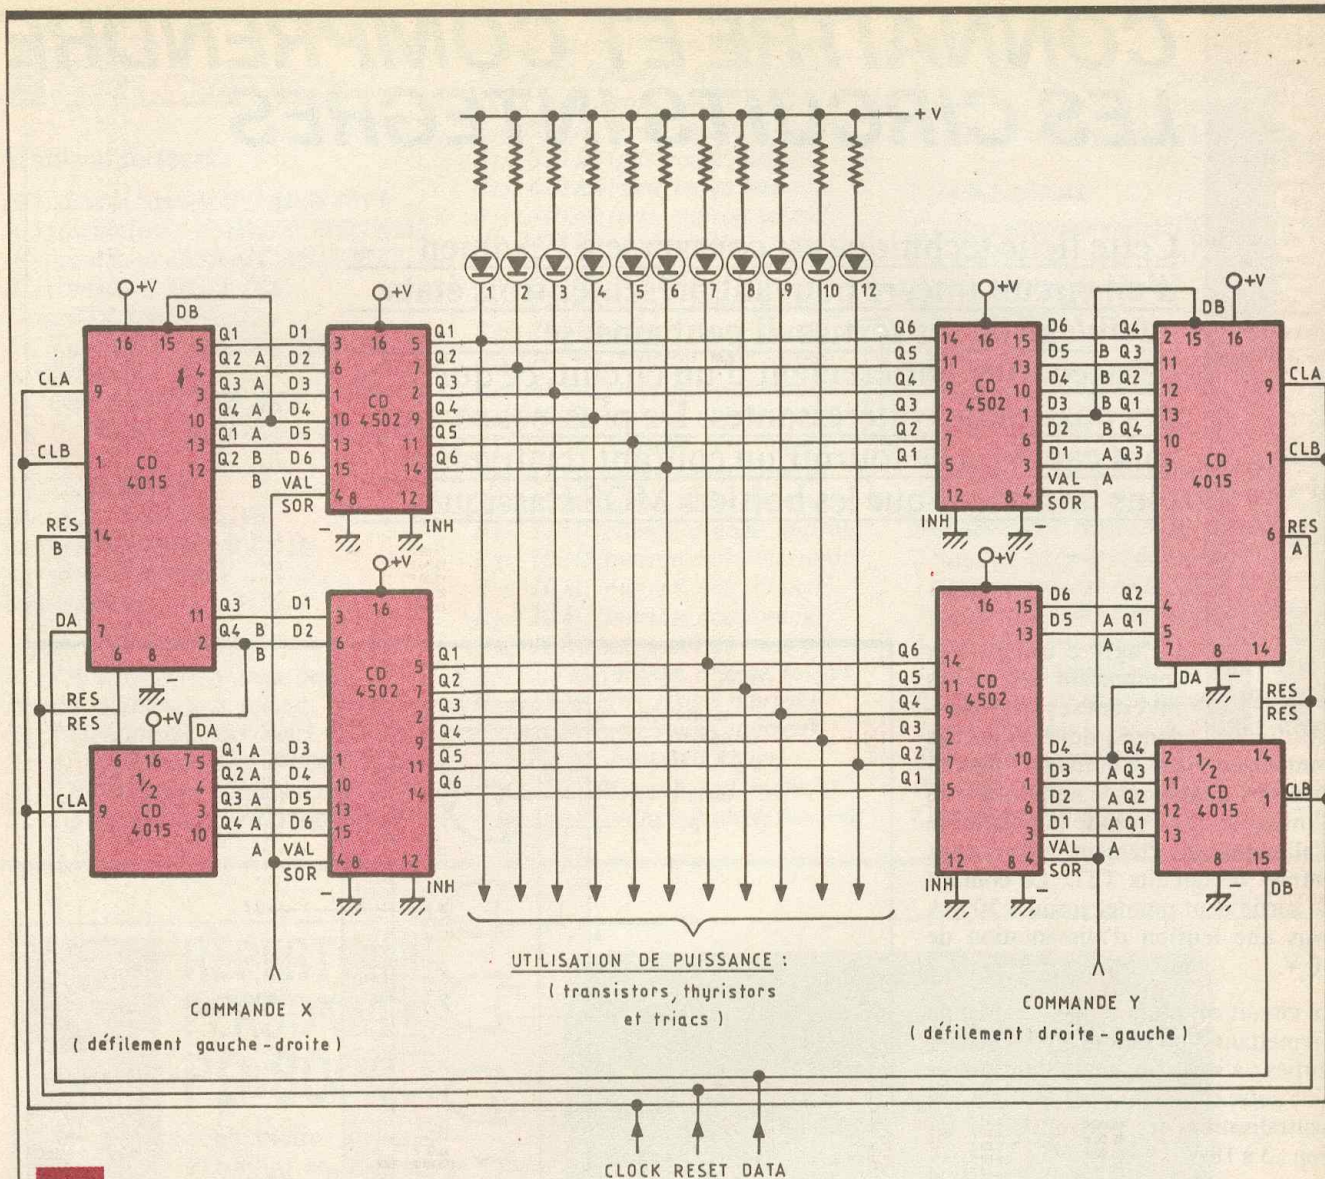 +V
1 2 3 4 5 6 7 8 9 10 11 12
+V
DB
16 15
CLA
9
CLB
1
CD
4015
RES
B
14
DA
7
6 8
5
4
3
10
13
12
11
2
Q1 D1
Q2 A D2
Q3 A D3
Q4 A D4
Q1 A D5
Q2 B D6
B
VAL
SOR
Q3 D1
Q4 B D2
B
+V
16
3
6
1
10
13
15
4 8
CD
4502
5
7
2
9
11
14
12
INH
Q1
Q2
Q3
Q4
Q5
Q6
+V
16
3
6
CD
4502
5
7
2
9
11
14
1
10
13
15
4 8
12
INH
Q1
Q2
Q3
Q4
Q5
Q6
RES
RES
+V
DA
6 16 7
1/2
CD
4015
CLA
9
5
4
3
10
Q1 A D3
Q2 A D4
Q3 A D5
Q4 A D6
A
VAL
SOR
+V
Q6
Q5
Q4
Q3
Q2
Q1
14
11
9
2
7
5
12
INH
16
CD
4502
15
13
10
1
6
3
8 4
D6 Q4
D5 B Q3
D4 B Q2
D3 B Q1
D2 B Q4
D1 A Q3
VAL A
SOR
DB
+V
15 16
2
11
12
13
10
3
CD
4015
9
CLA
1
CLB
6
RES
A
4
5
7
8
14
+V
16
15
13
D6 Q2
D5 A Q1
A
DA
Q6
Q5
Q4
Q3
Q2
Q1
14
11
9
2
7
5
CD
4502
10
1
6
3
8 4
12
INH
D4 Q4
D3 A Q3
D2 A Q2
D1 A Q1
VAL A
SOR
RES
RES
2
11
12
13
1/2
CD
4015
14
1
CLB
8
15
DB
UTILISATION DE PUISSANCE :
( transistors, thyristors
et triacs )
COMMANDE X
( défilement gauche - droite )
COMMANDE Y
( défilement droite - gauche )
CLOCK RESET DATA